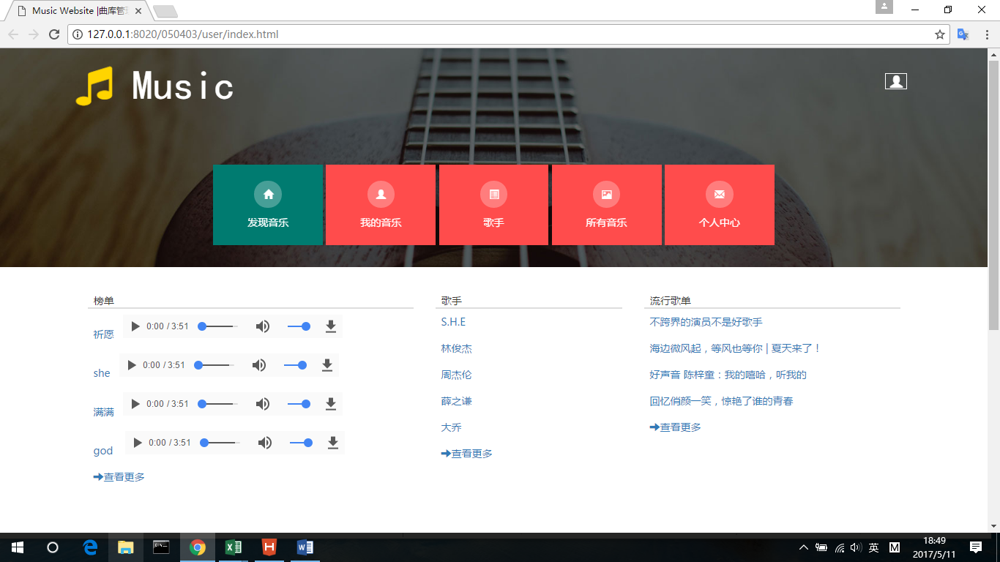 Music Website |曲库管理
127.0.0.1:8020/050403/user/index.html
Music
发现音乐
我的音乐
歌手
所有音乐
个人中心
榜单
歌手
流行歌单
祈愿
0:00 / 3:51
she
0:00 / 3:51
满满
0:00 / 3:51
god
0:00 / 3:51
查看更多
S.H.E
林俊杰
周杰伦
薛之谦
大乔
查看更多
不跨界的演员不是好歌手
海边微风起，等风也等你 | 夏天来了！
好声音 陈梓童：我的嘻哈，听我的
回忆俏颜一笑，惊艳了谁的青春
查看更多
英
M
18:49
2017/5/11